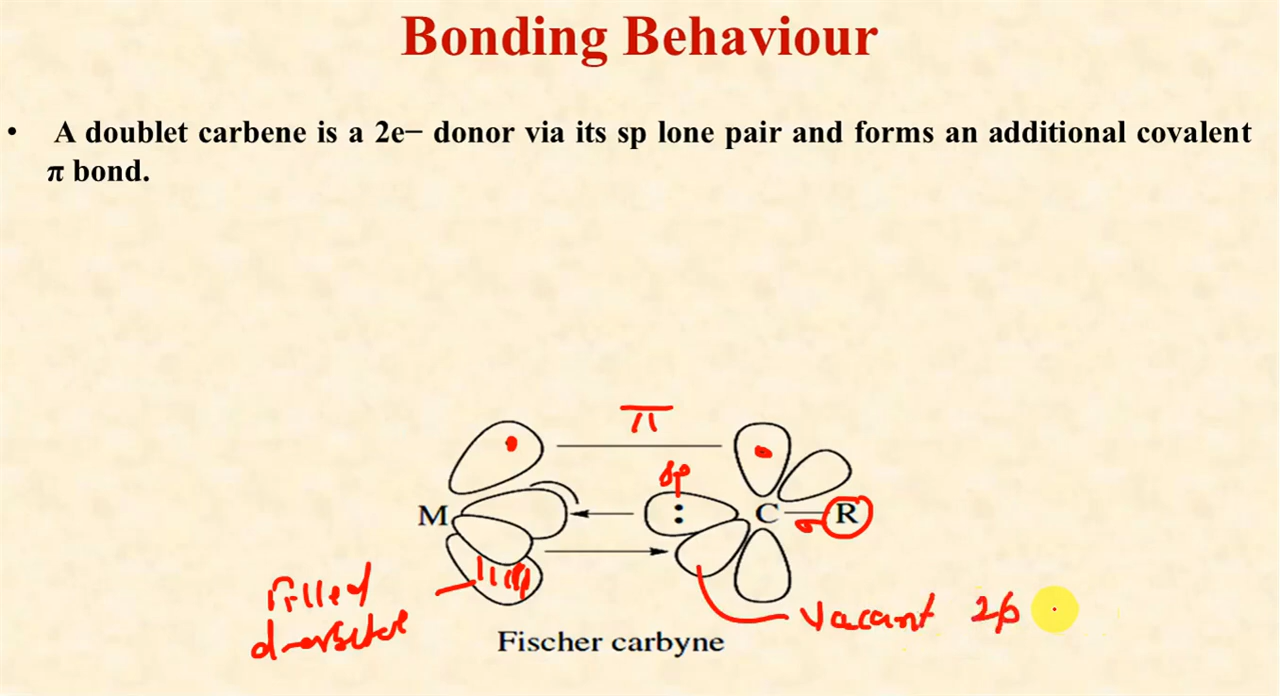 Bonding Behaviour
• A doublet carbene is a 2e− donor via its sp lone pair and forms an additional covalent
π bond.
π
sp
M : C R
σ
Filled
d-orbital
vacant 2p
Fischer carbyne